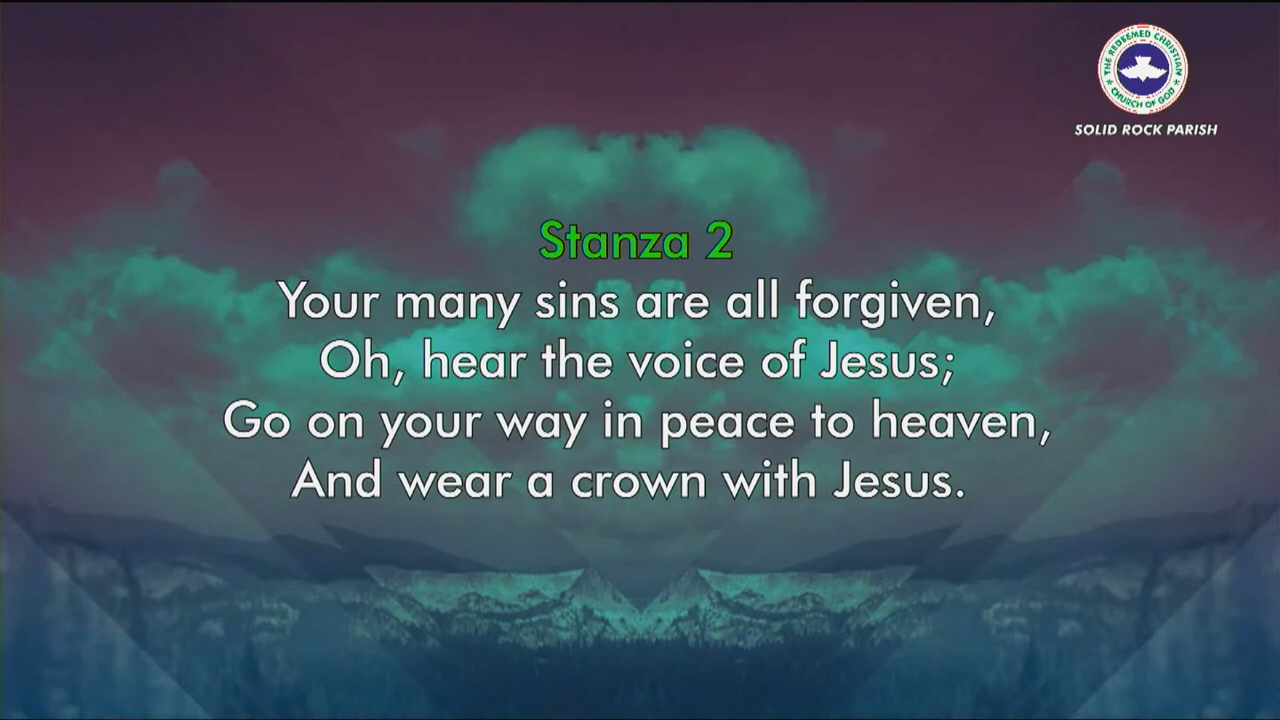 THE REDEEMED CHRISTIAN
CHURCH OF GOD
SOLID ROCK PARISH
Stanza 2
Your many sins are all forgiven,
Oh, hear the voice of Jesus;
Go on your way in peace to heaven,
And wear a crown with Jesus.